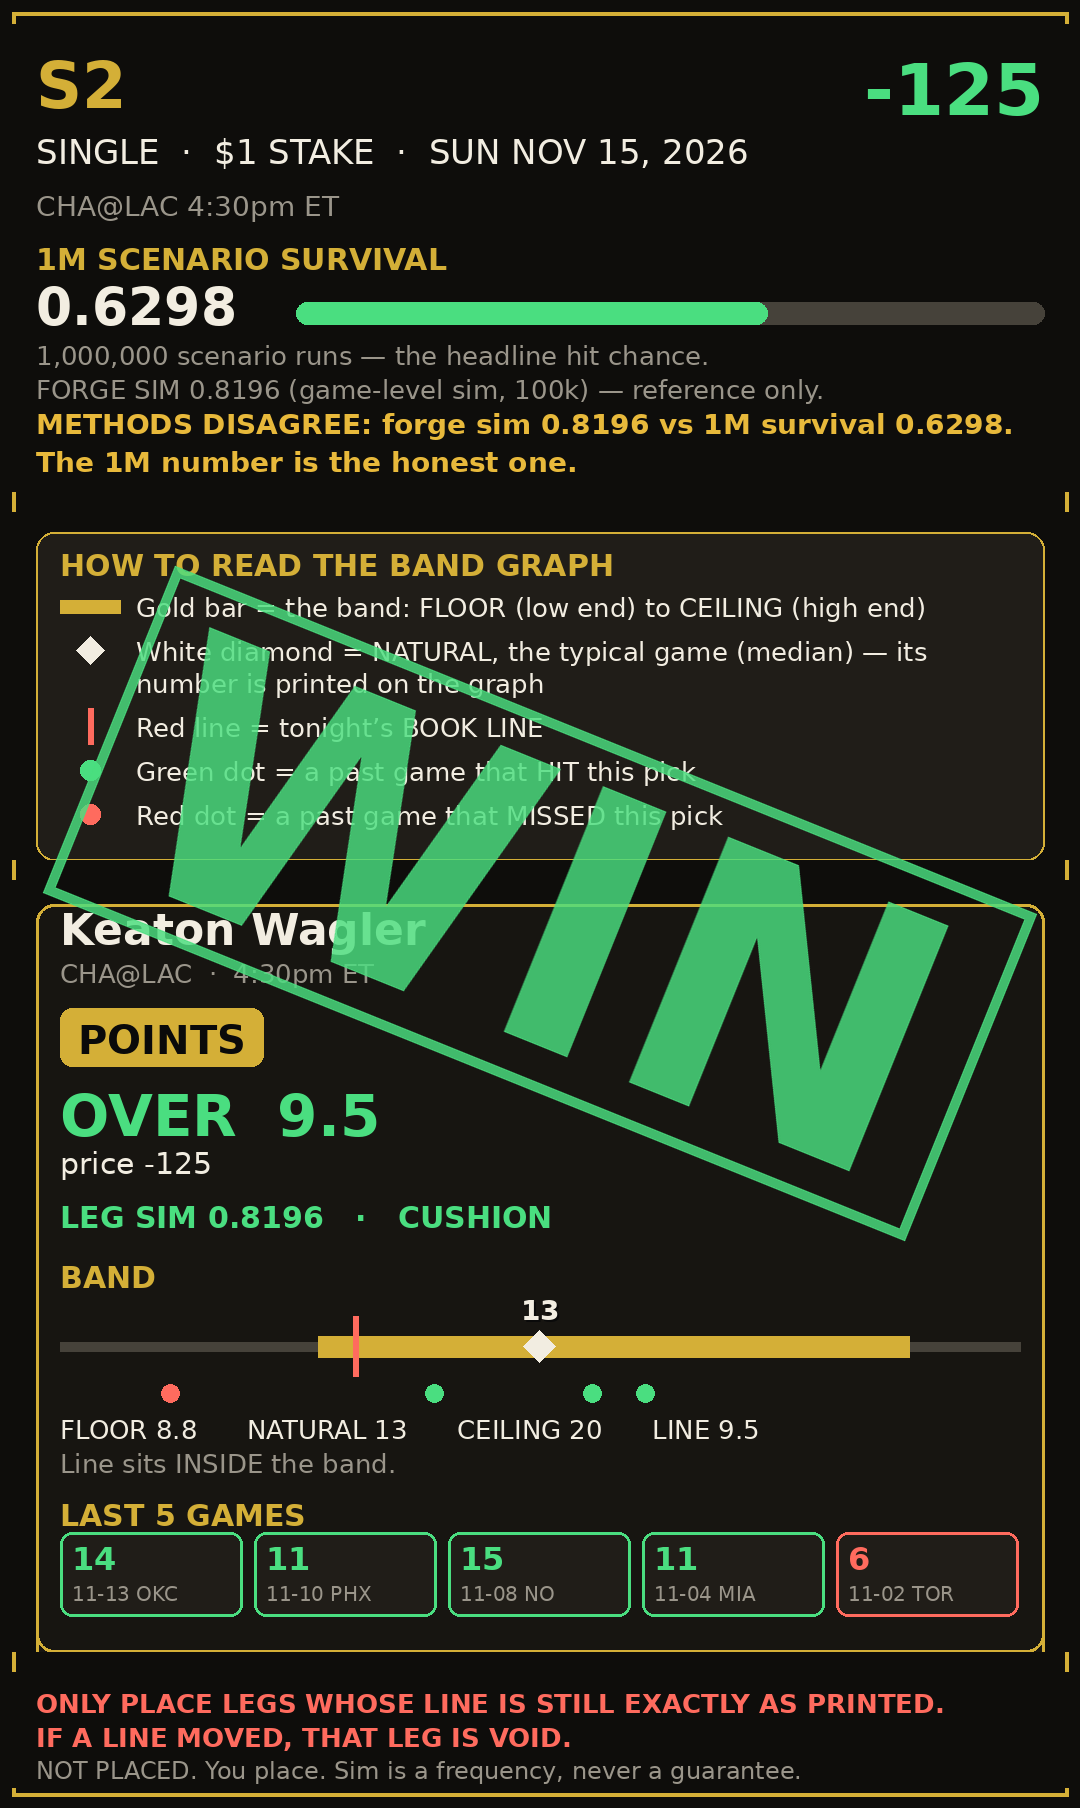 S2
-125
SINGLE · $1 STAKE · SUN NOV 15, 2026
CHA@LAC 4:30pm ET
1M SCENARIO SURVIVAL
0.6298
1,000,000 scenario runs — the headline hit chance.
FORGE SIM 0.8196 (game-level sim, 100k) — reference only.
METHODS DISAGREE: forge sim 0.8196 vs 1M survival 0.6298.
The 1M number is the honest one.
HOW TO READ THE BAND GRAPH
Gold bar = the band: FLOOR (low end) to CEILING (high end)
White diamond = NATURAL, the typical game (median) — its
number is printed on the graph
Red line = tonight's BOOK LINE
Green dot = a past game that HIT this pick
Red dot = a past game that MISSED this pick
WIN
Keaton Wagler
CHA@LAC · 4:30pm ET
POINTS
OVER 9.5
price -125
LEG SIM 0.8196 · CUSHION
BAND
13
FLOOR 8.8 NATURAL 13 CEILING 20 LINE 9.5
Line sits INSIDE the band.
LAST 5 GAMES
14 11 15 11 6
11-13 OKC 11-10 PHX 11-08 NO 11-04 MIA 11-02 TOR
ONLY PLACE LEGS WHOSE LINE IS STILL EXACTLY AS PRINTED.
IF A LINE MOVED, THAT LEG IS VOID.
NOT PLACED. You place. Sim is a frequency, never a guarantee.